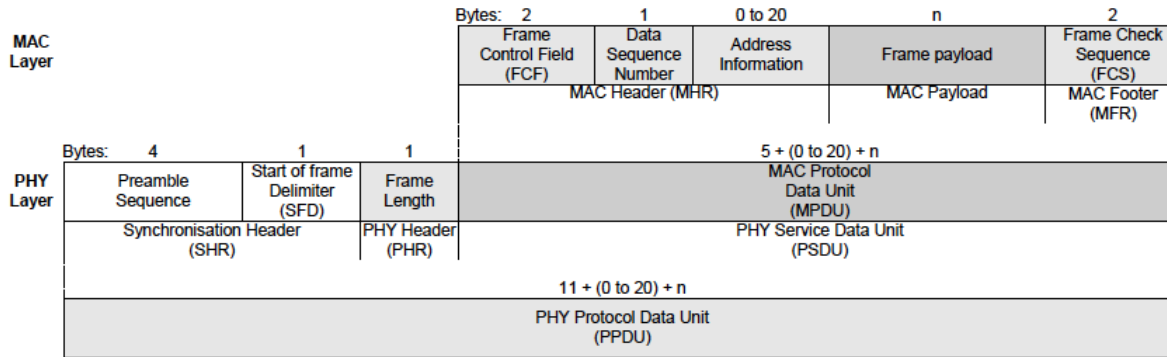 Bytes: 2 1 0 to 20 n 2
MAC
Layer
Frame
Control Field
(FCF)
Data
Sequence
Number
Address
Information
Frame payload
Frame Check
Sequence
(FCS)
MAC Header (MHR)
MAC Payload
MAC Footer
(MFR)
Bytes: 4 1 1 5 + (0 to 20) + n
PHY
Layer
Preamble
Sequence
Start of frame
Delimiter
(SFD)
Frame
Length
MAC Protocol
Data Unit
(MPDU)
Synchronisation Header
(SHR)
PHY Header
(PHR)
PHY Service Data Unit
(PSDU)
11 + (0 to 20) + n
PHY Protocol Data Unit
(PPDU)